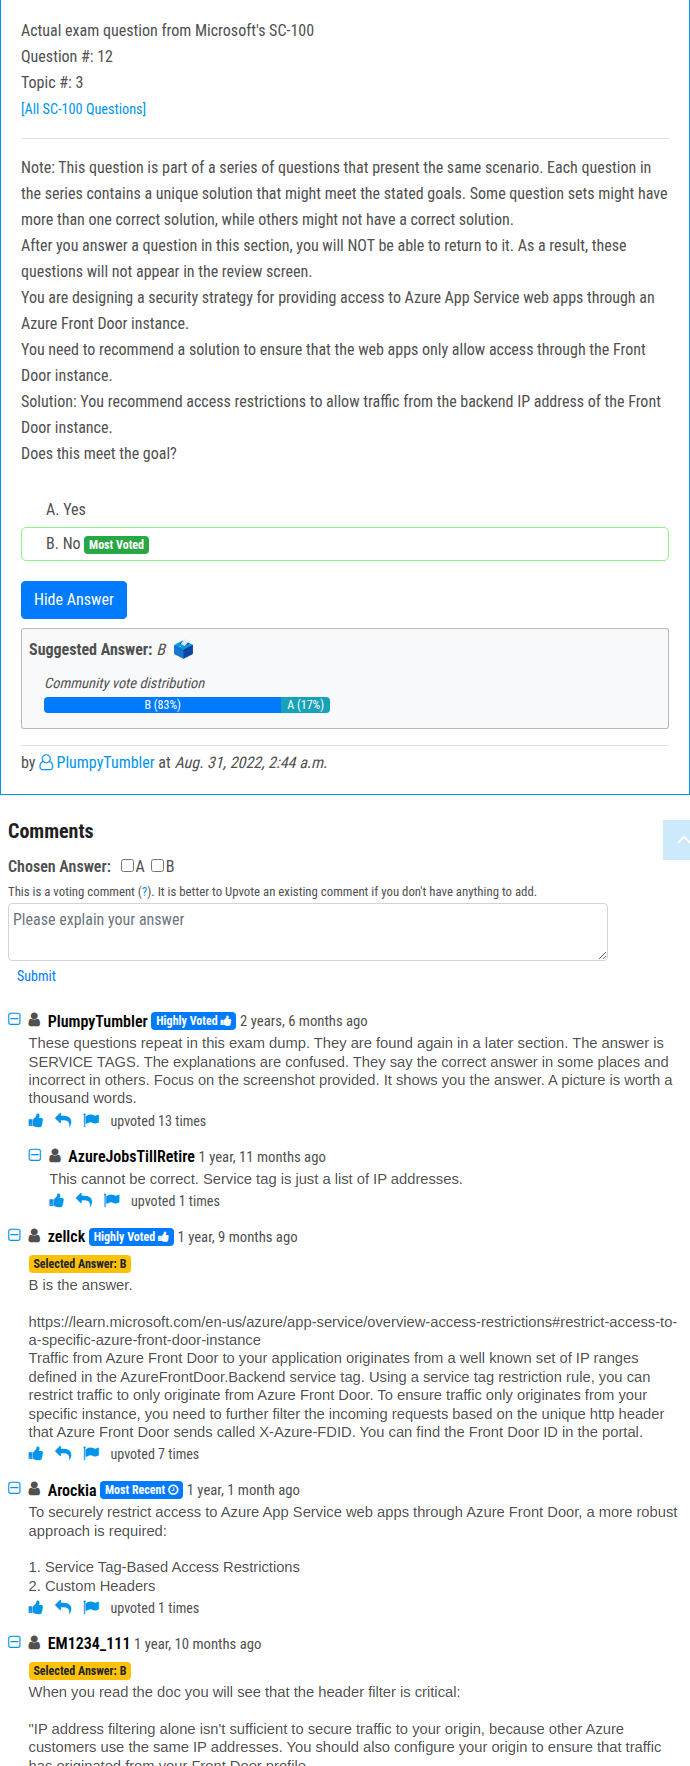 Actual exam question from Microsoft's SC-100
Question #: 12
Topic #: 3
[All SC-100 Questions]
Note: This question is part of a series of questions that present the same scenario. Each question in
the series contains a unique solution that might meet the stated goals. Some question sets might have
more than one correct solution, while others might not have a correct solution.
After you answer a question in this section, you will NOT be able to return to it. As a result, these
questions will not appear in the review screen.
You are designing a security strategy for providing access to Azure App Service web apps through an
Azure Front Door instance.
You need to recommend a solution to ensure that the web apps only allow access through the Front
Door instance.
Solution: You recommend access restrictions to allow traffic from the backend IP address of the Front
Door instance.
Does this meet the goal?
A. Yes
B. No Most Voted
Hide Answer
Suggested Answer: B
Community vote distribution
B (83%) A (17%)
by PlumpyTumbler at Aug. 31, 2022, 2:44 a.m.
Comments
Chosen Answer: A B
This is a voting comment (?). It is better to Upvote an existing comment if you don't have anything to add.
Please explain your answer
Submit
PlumpyTumbler Highly Voted 2 years, 6 months ago
These questions repeat in this exam dump. They are found again in a later section. The answer is
SERVICE TAGS. The explanations are confused. They say the correct answer in some places and
incorrect in others. Focus on the screenshot provided. It shows you the answer. A picture is worth a
thousand words.
upvoted 13 times
AzureJobsTillRetire 1 year, 11 months ago
This cannot be correct. Service tag is just a list of IP addresses.
upvoted 1 times
zellck Highly Voted 1 year, 9 months ago
Selected Answer: B
B is the answer.
https://learn.microsoft.com/en-us/azure/app-service/overview-access-restrictions#restrict-access-to-
a-specific-azure-front-door-instance
Traffic from Azure Front Door to your application originates from a well known set of IP ranges
defined in the AzureFrontDoor.Backend service tag. Using a service tag restriction rule, you can
restrict traffic to only originate from Azure Front Door. To ensure traffic only originates from your
specific instance, you need to further filter the incoming requests based on the unique http header
that Azure Front Door sends called X-Azure-FDID. You can find the Front Door ID in the portal.
upvoted 7 times
Arockia Most Recent 1 year, 1 month ago
To securely restrict access to Azure App Service web apps through Azure Front Door, a more robust
approach is required:
1. Service Tag-Based Access Restrictions
2. Custom Headers
upvoted 1 times
EM1234_111 1 year, 10 months ago
Selected Answer: B
When you read the doc you will see that the header filter is critical:
"IP address filtering alone isn't sufficient to secure traffic to your origin, because other Azure
customers use the same IP addresses. You should also configure your origin to ensure that traffic
has originated from your Front Door profile